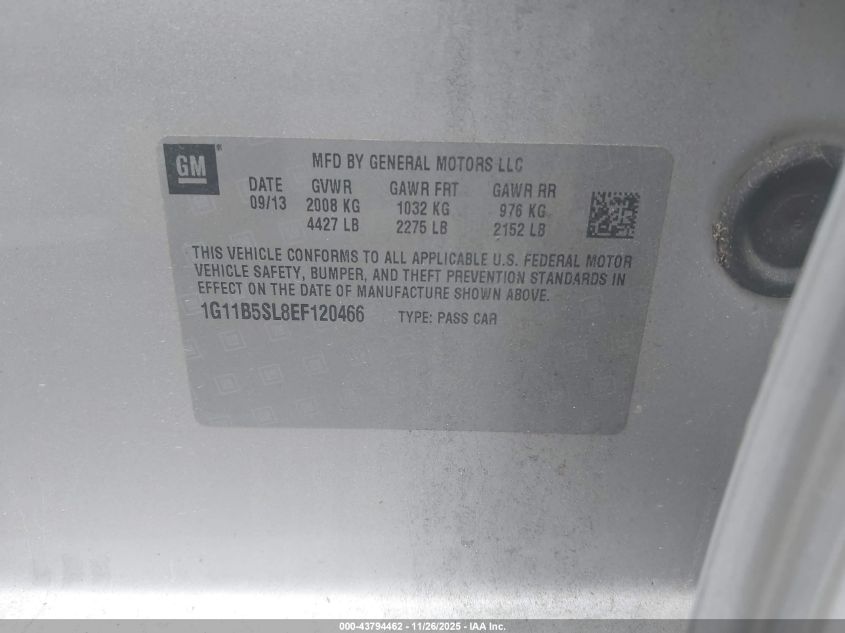 GM
MFD BY GENERAL MOTORS LLC
DATE GVWR GAWR FRT GAWR RR
09/13 2008 KG 1032 KG 976 KG
4427 LB 2275 LB 2152 LB
THIS VEHICLE CONFORMS TO ALL APPLICABLE U.S. FEDERAL MOTOR
VEHICLE SAFETY, BUMPER, AND THEFT PREVENTION STANDARDS IN
EFFECT ON THE DATE OF MANUFACTURE SHOWN ABOVE.
1G11B5SL8EF120466 TYPE: PASS CAR
000-43794462 - 11/26/2025 - IAA Inc.